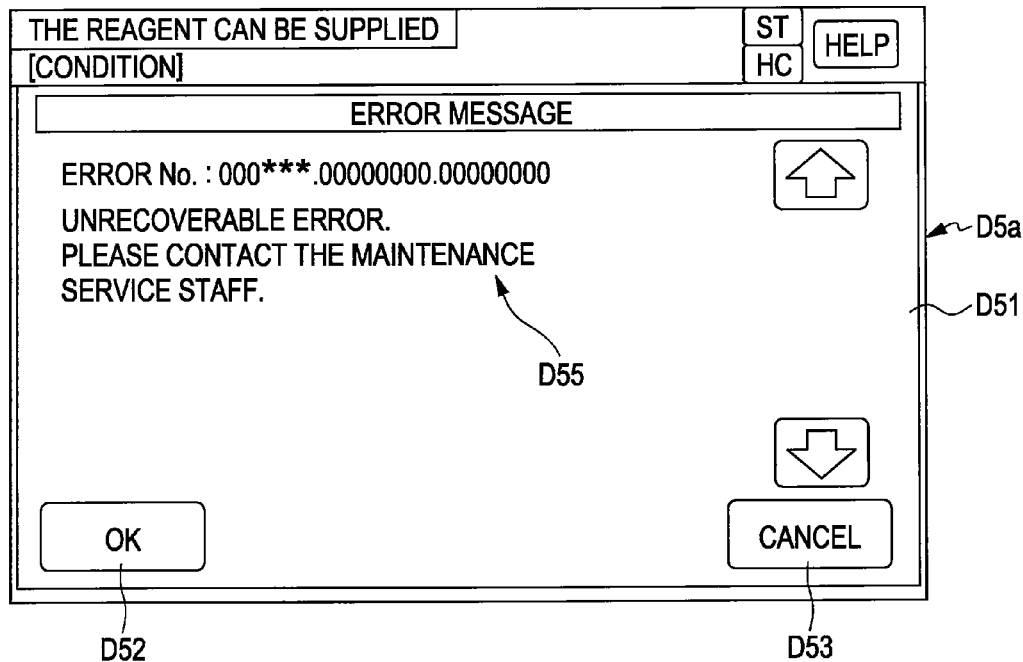 THE REAGENT CAN BE SUPPLIED
ST
HELP
[CONDITION]
HC
ERROR MESSAGE
ERROR No. : 000***.00000000.00000000
UNRECOVERABLE ERROR.
PLEASE CONTACT THE MAINTENANCE
SERVICE STAFF.
D5a
D51
D55
OK
CANCEL
D52
D53